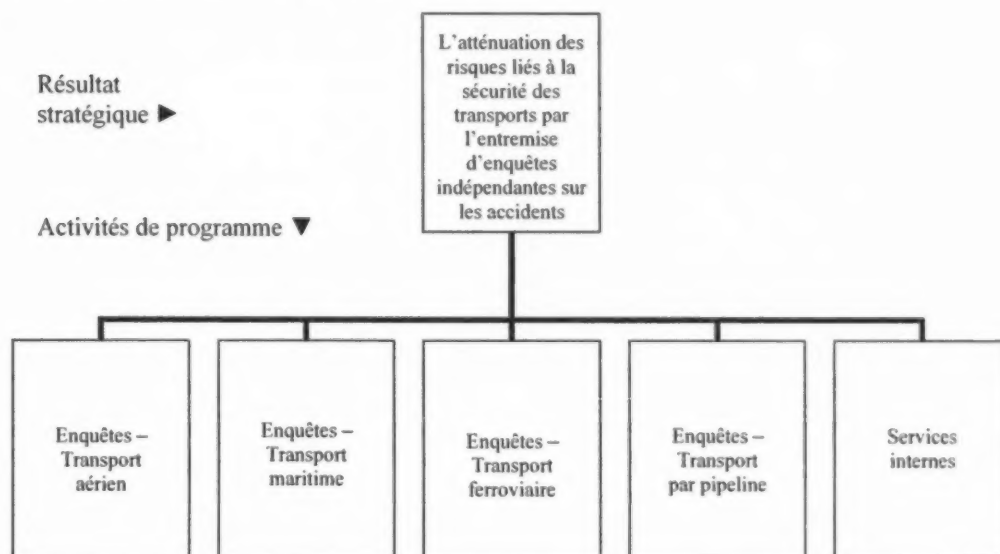 Résultat
stratégique ►
L'atténuation des
risques liés à la
sécurité des
transports par
l'entremise
d'enquêtes
indépendantes sur
les accidents
Activités de programme ▼
Enquêtes –
Transport
aérien
Enquêtes –
Transport
maritime
Enquêtes –
Transport
ferroviaire
Enquêtes –
Transport
par pipeline
Services
internes